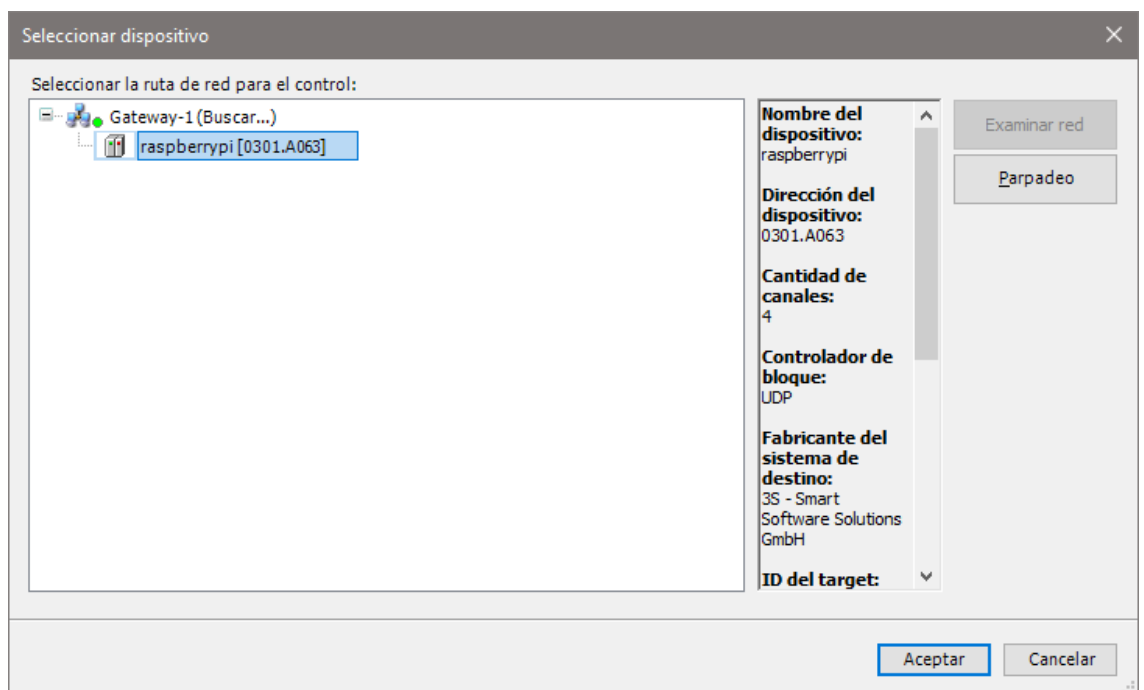 Seleccionar dispositivo
Seleccionar la ruta de red para el control:
Gateway-1 (Buscar...)
raspberrypi [0301.A063]
Nombre del
dispositivo:
raspberrypi
Dirección del
dispositivo:
0301.A063
Cantidad de
canales:
4
Controlador de
bloque:
UDP
Fabricante del
sistema de
destino:
3S - Smart
Software Solutions
GmbH
ID del target:
Examinar red
Parpadeo
Aceptar
Cancelar